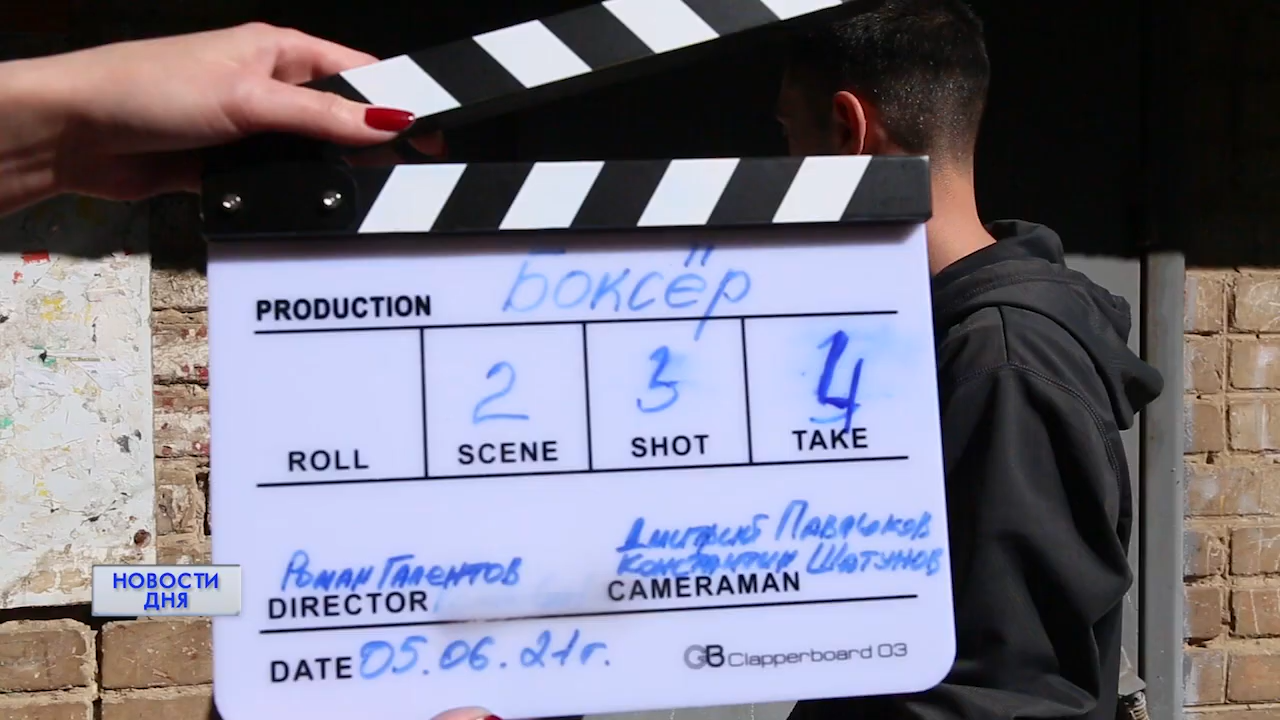 Боксёр
PRODUCTION
2 3 4
ROLL SCENE SHOT TAKE
Дмитрий
Роман Галентов Константин Шатунов
DIRECTOR CAMERAMAN
DATE 05.06.21г.
GB Clapperboard 03
НОВОСТИ
ДНЯ